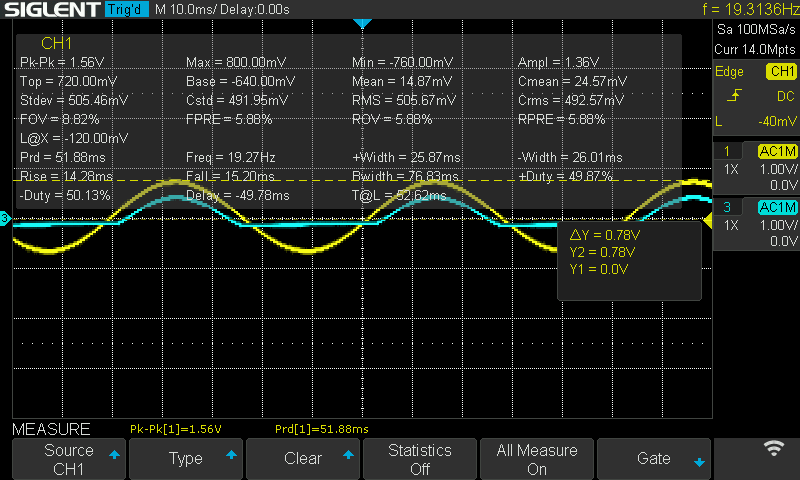 SIGLENT Trig'd M 10.0ms/ Delay:0.00s f = 19.3136Hz
Sa 100MSa/s
Curr 14.0Mpts
CH1
Pk-Pk = 1.56V Max = 800.00mV Min = -760.00mV Ampl = 1.36V
Top = 720.00mV Base = -640.00mV Mean = 14.87mV Cmean = 24.57mV
Stdev = 505.46mV Cstd = 491.95mV RMS = 505.67mV Crms = 492.57mV
FOV = 8.82% FPRE = 5.88% ROV = 5.88% RPRE = 5.88%
L@X = -120.00mV
Prd = 51.88ms Freq = 19.27Hz +Width = 25.87ms -Width = 26.01ms
Rise = 14.28ms Fall = 15.20ms Bwidth = 76.83ms +Duty = 49.87%
-Duty = 50.13% Delay = -49.78ms T@L = 52.62ms
Edge CH1
DC
L -40mV
1 AC1M
1X 1.00V/
0.0V
3 AC1M
1X 1.00V/
0.0V
3
ΔY = 0.78V
Y2 = 0.78V
Y1 = 0.0V
MEASURE Pk-Pk[1]=1.56V Prd[1]=51.88ms
Source
CH1
Type
Clear
Statistics
Off
All Measure
On
Gate